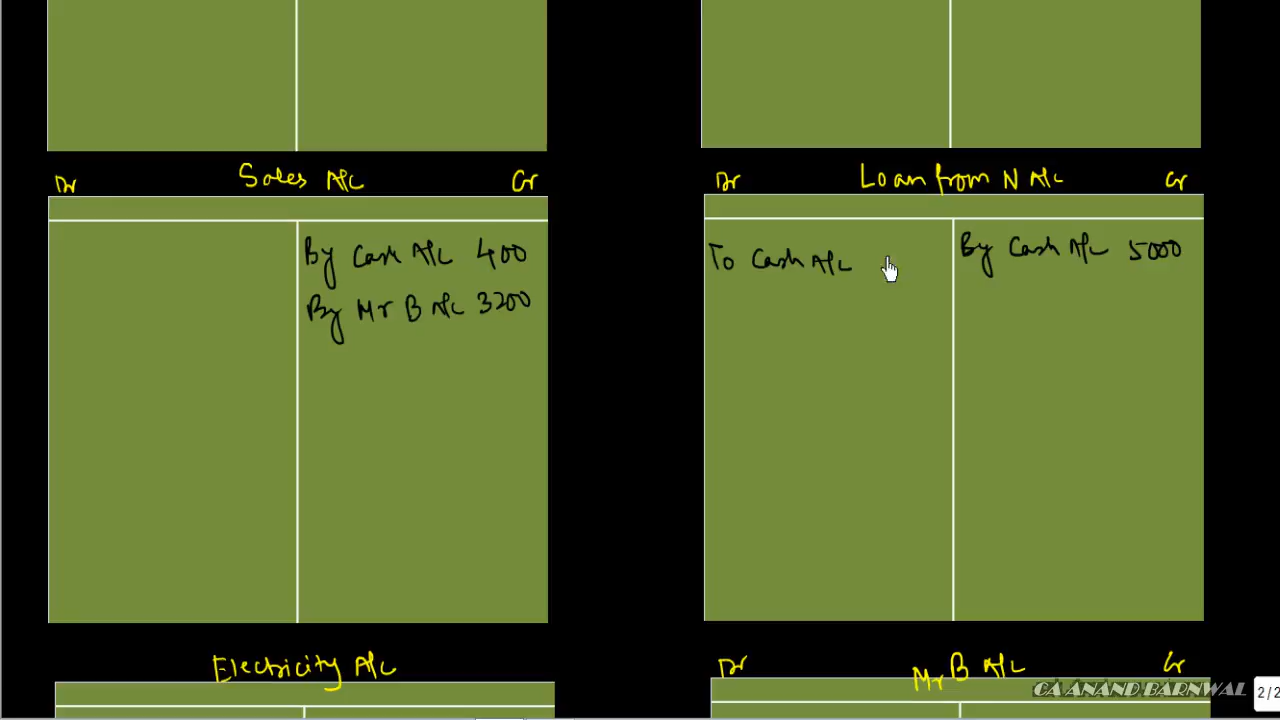 Dr Sales A/c Cr
By Cash A/c 400
By Mr B A/c 3200
Dr Loan from N A/c Cr
To Cash A/c
By Cash A/c 5000
Electricity A/c
Dr Mr B A/c Cr
CA ANAND BARNWAL
2/2